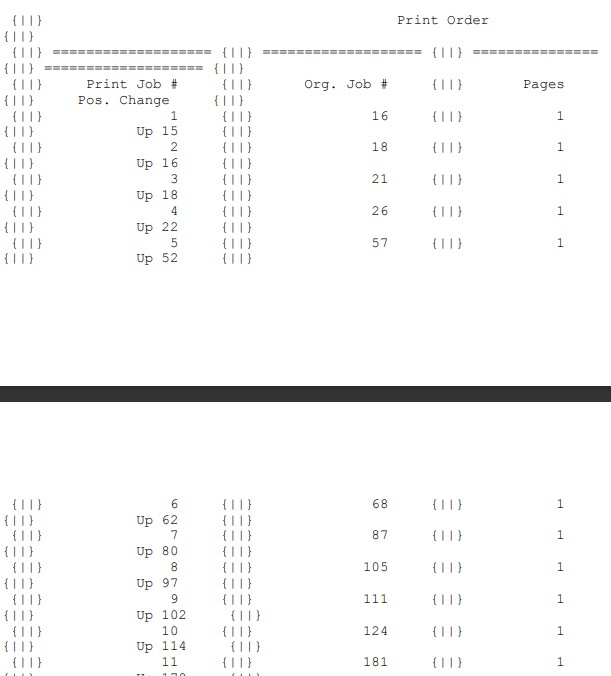 {||} Print Order
{||}
{||} =================== {||} =================== {||} ===============
{||} =================== {||}
{||} Print Job # {||} Org. Job # {||} Pages
{||} Pos. Change {||}
{||} 1 {||} 16 {||} 1
{||} Up 15 {||}
{||} 2 {||} 18 {||} 1
{||} Up 16 {||}
{||} 3 {||} 21 {||} 1
{||} Up 18 {||}
{||} 4 {||} 26 {||} 1
{||} Up 22 {||}
{||} 5 {||} 57 {||} 1
{||} Up 52 {||}
{||} 6 {||} 68 {||} 1
{||} Up 62 {||}
{||} 7 {||} 87 {||} 1
{||} Up 80 {||}
{||} 8 {||} 105 {||} 1
{||} Up 97 {||}
{||} 9 {||} 111 {||} 1
{||} Up 102 {||}
{||} 10 {||} 124 {||} 1
{||} Up 114 {||}
{||} 11 {||} 181 {||} 1